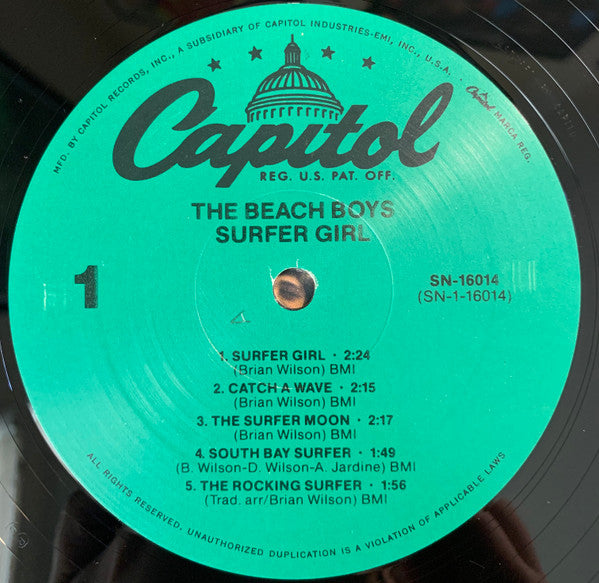 MFD. BY CAPITOL RECORDS, INC., A SUBSIDIARY OF CAPITOL INDUSTRIES-EMI, INC., U.S.A.
Capitol MARCA REG.
Capitol
REG. U.S. PAT. OFF.
THE BEACH BOYS
SURFER GIRL
1
SN-16014
(SN-1-16014)
1. SURFER GIRL · 2:24
(Brian Wilson) BMI
2. CATCH A WAVE · 2:15
(Brian Wilson) BMI
3. THE SURFER MOON · 2:17
(Brian Wilson) BMI
4. SOUTH BAY SURFER · 1:49
(B. Wilson-D. Wilson-A. Jardine) BMI
5. THE ROCKING SURFER · 1:56
(Trad. arr/Brian Wilson) BMI
ALL RIGHTS RESERVED. UNAUTHORIZED DUPLICATION IS A VIOLATION OF APPLICABLE LAWS